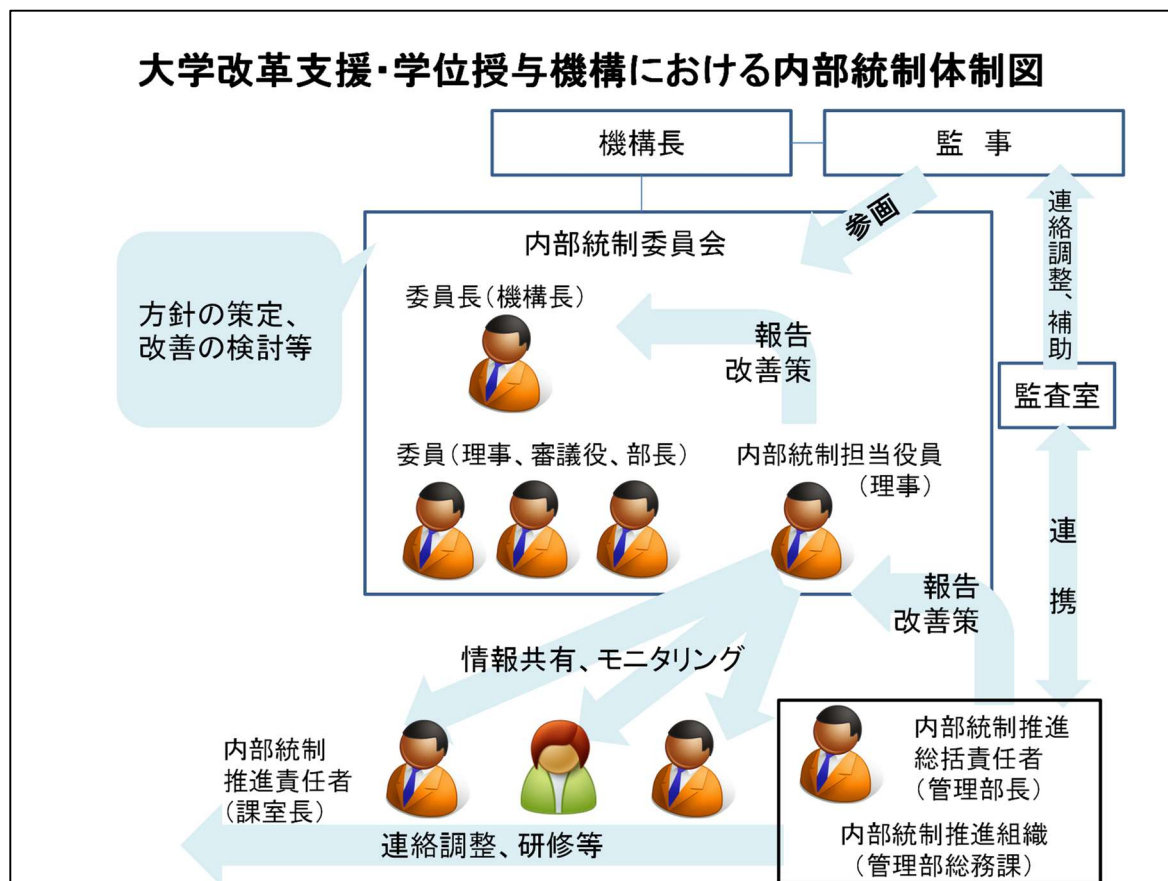 大学改革支援・学位授与機構における内部統制体制図
機構長
監　事
参画
連絡調整、補助
内部統制委員会
方針の策定、
改善の検討等
委員長（機構長）
報告
改善策
監査室
委員（理事、審議役、部長）
内部統制担当役員
（理事）
連
携
報告
改善策
情報共有、モニタリング
内部統制
推進責任者
（課室長）
内部統制推進
総括責任者
（管理部長）
連絡調整、研修等
内部統制推進組織
（管理部総務課）